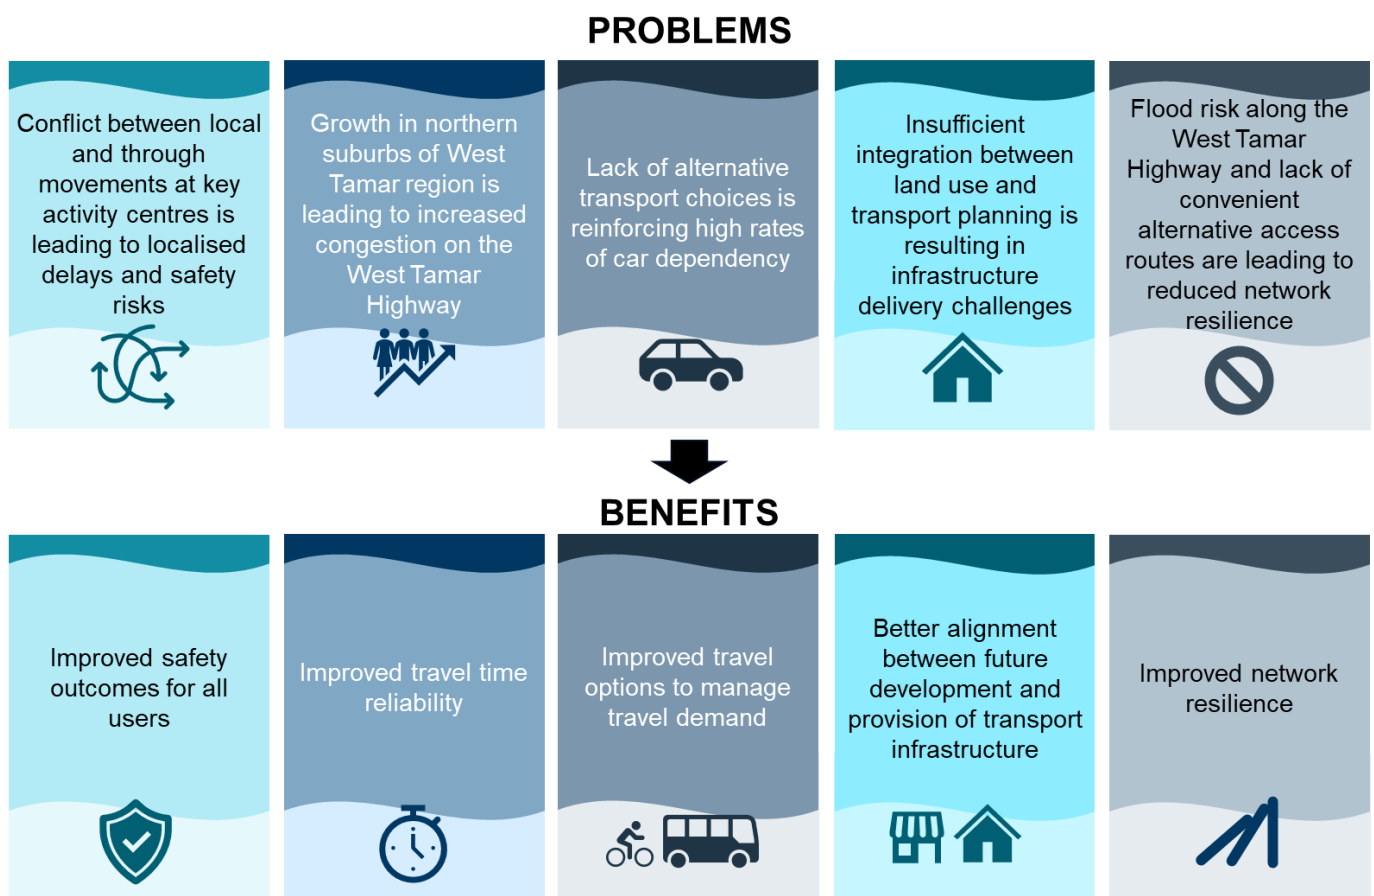 PROBLEMS
Conflict between local
and through
movements at key
activity centres is
leading to localised
delays and safety
risks
Growth in northern
suburbs of West
Tamar region is
leading to increased
congestion on the
West Tamar
Highway
Lack of alternative
transport choices is
reinforcing high rates
of car dependency
Insufficient
integration between
land use and
transport planning is
resulting in
infrastructure
delivery challenges
Flood risk along the
West Tamar
Highway and lack of
convenient
alternative access
routes are leading to
reduced network
resilience
BENEFITS
Improved safety
outcomes for all
users
Improved travel time
reliability
Improved travel
options to manage
travel demand
Better alignment
between future
development and
provision of transport
infrastructure
Improved network
resilience